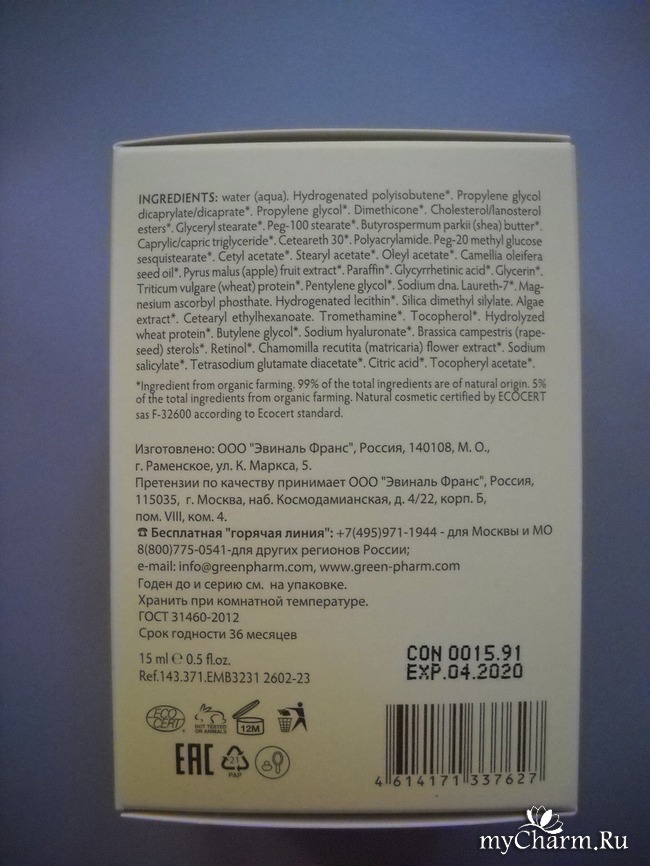 INGREDIENTS: water (aqua). Hydrogenated polyisobutene*. Propylene glycol
dicaprylate/dicaprate*. Propylene glycol*. Dimethicone*. Cholesterol/lanosterol
esters*. Glyceryl stearate*. Peg-100 stearate*. Butyrospermum parkii (shea) butter*.
Caprylic/capric triglyceride*. Ceteareth 30*. Polyacrylamide. Peg-20 methyl glucose
sesquistearate*. Cetyl acetate*. Stearyl acetate*. Oleyl acetate*. Camellia oleifera
seed oil*. Pyrus malus (apple) fruit extract*. Paraffin*. Glycyrrhetinic acid*. Glycerin*.
Triticum vulgare (wheat) protein*. Pentylene glycol*. Sodium dna. Laureth-7*. Mag-
nesium ascorbyl phosthate. Hydrogenated lecithin*. Silica dimethyl silylate. Algae
extract*. Cetearyl ethylhexanoate. Tromethamine*. Tocopherol*. Hydrolyzed
wheat protein*. Butylene glycol*. Sodium hyaluronate*. Brassica campestris (rape-
seed) sterols*. Retinol*. Chamomilla recutita (matricaria) flower extract*. Sodium
salicylate*. Tetrasodium glutamate diacetate*. Citric acid*. Tocopheryl acetate*.
*Ingredient from organic farming. 99% of the total ingredients are of natural origin. 5%
of the total ingredients from organic farming. Natural cosmetic certified by ECOCERT
sas F-32600 according to Ecocert standard.
Изготовлено: ООО "Эвиналь Франс", Россия, 140108, М. О.,
г. Раменское, ул. К. Маркса, 5.
Претензии по качеству принимает ООО "Эвиналь Франс", Россия,
115035, г. Москва, наб. Космодамианская, д. 4/22, корп. Б,
пом. VIII, ком. 4.
☎ Бесплатная "горячая линия": +7(495)971-1944 - для Москвы и МО
8(800)775-0541-для других регионов России;
e-mail: info@greenpharm.com, www.green-pharm.com
Годен до и серию см. на упаковке.
Хранить при комнатной температуре.
ГОСТ 31460-2012
Срок годности 36 месяцев
15 ml ℮ 0.5 fl.oz.
Ref.143.371.EMB3231 2602-23
CON 0015.91
EXP.04.2020
ECO CERT
NOT TESTED ON ANIMALS
12M
EAC
21
PAP
4 614171 337627
myCharm.Ru